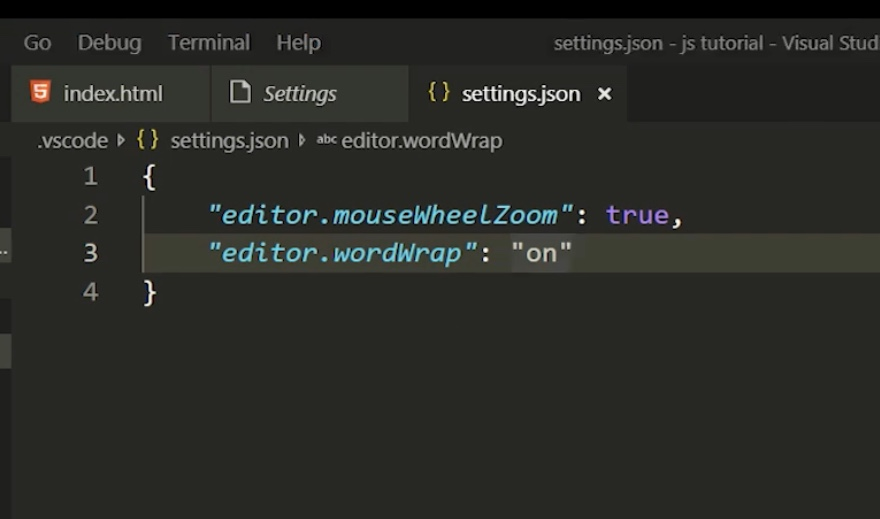 Go Debug Terminal Help settings.json - js tutorial - Visual Stud
index.html Settings {} settings.json ×
.vscode {} settings.json abc editor.wordWrap
1 {
2 "editor.mouseWheelZoom": true,
3 "editor.wordWrap": "on"
4 }